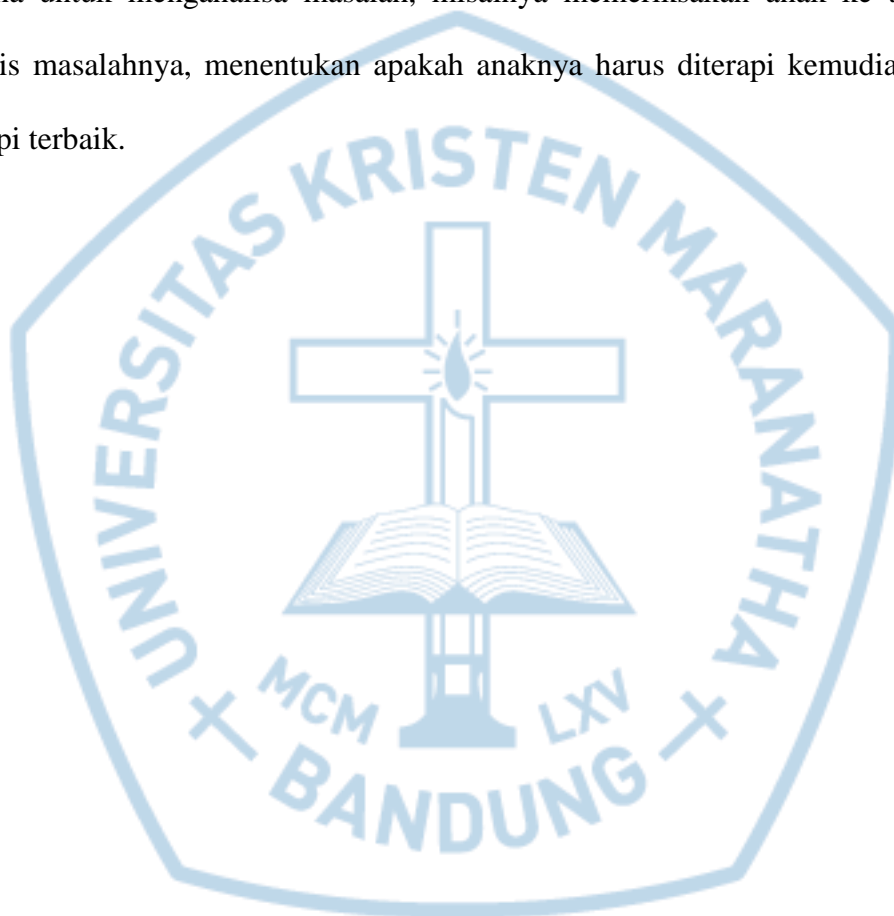 untuk menganalisa masalah, misalnya memeriksakan anak ke
masalahnya, menentukan apakah anaknya harus diterapi
terbaik.
UNIVERSITAS KRISTEN MARANATHA
MCM LXV
BANDUNG